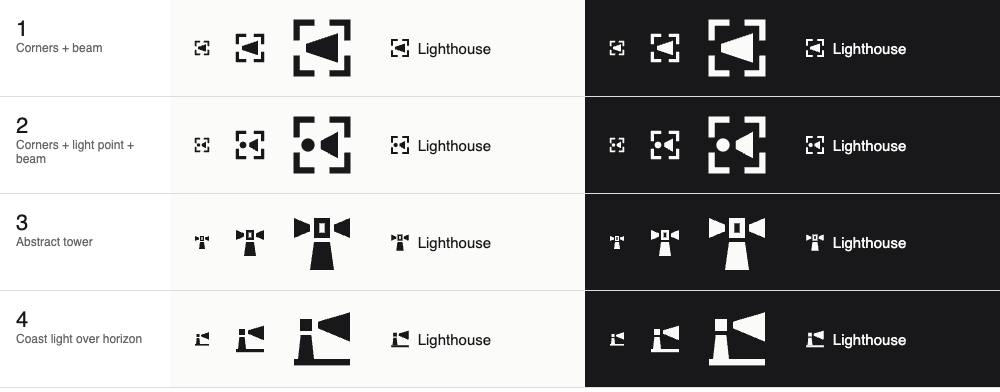 1
Corners + beam
Lighthouse
Lighthouse
2
Corners + light point +
beam
Lighthouse
Lighthouse
3
Abstract tower
Lighthouse
Lighthouse
4
Coast light over horizon
Lighthouse
Lighthouse